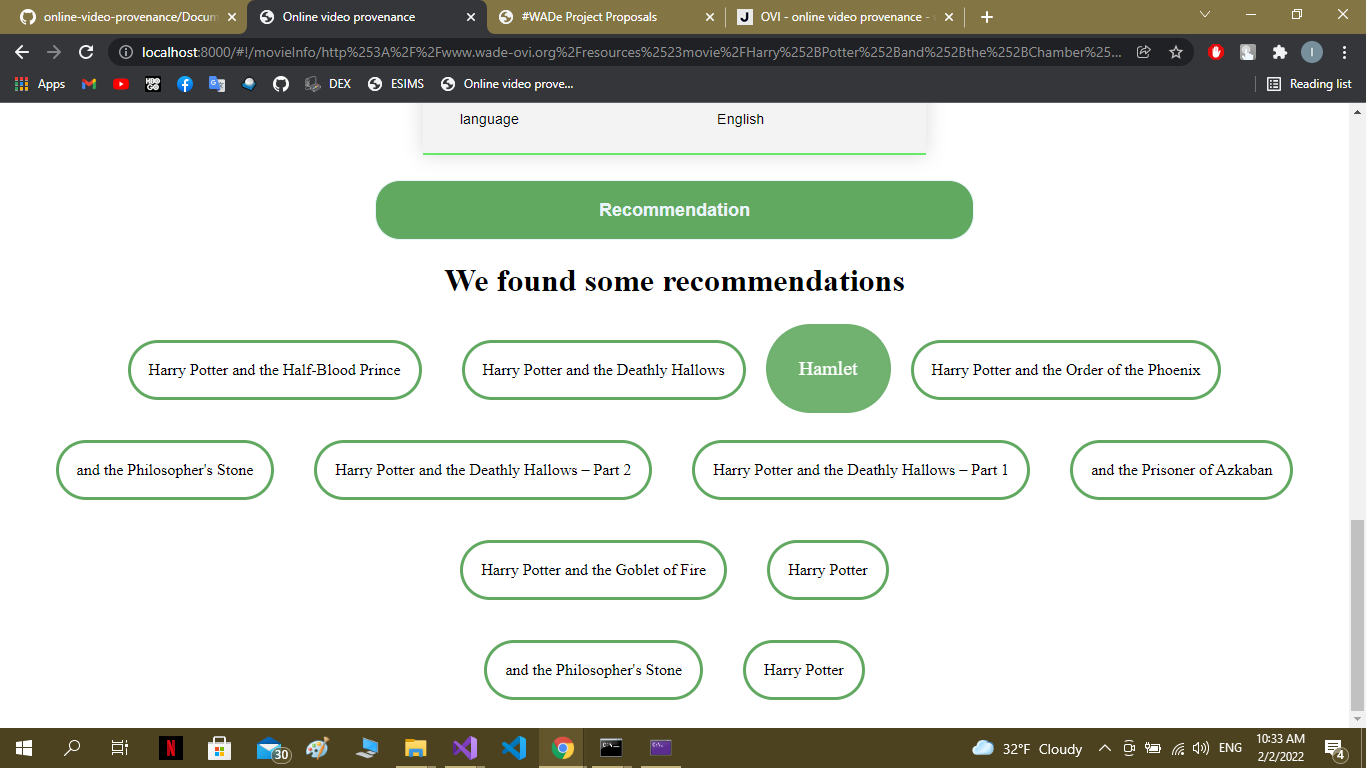 online-video-provenance/Docum
Online video provenance
#WADe Project Proposals
OVI - online video provenance -
localhost:8000/#!/movieInfo/http%253A%2F%2Fwww.wade-ovi.org%2Fresources%2523movie%2FHarry%252BPotter%252Band%252Bthe%252BChamber%25...
I
Apps
HBO GO
DEX
ESIMS
Online video prove...
Reading list
language English
Recommendation
We found some recommendations
Harry Potter and the Half-Blood Prince
Harry Potter and the Deathly Hallows
Hamlet
Harry Potter and the Order of the Phoenix
and the Philosopher's Stone
Harry Potter and the Deathly Hallows – Part 2
Harry Potter and the Deathly Hallows – Part 1
and the Prisoner of Azkaban
Harry Potter and the Goblet of Fire
Harry Potter
and the Philosopher's Stone
Harry Potter
30
32°F Cloudy
ENG
10:33 AM
2/2/2022
4